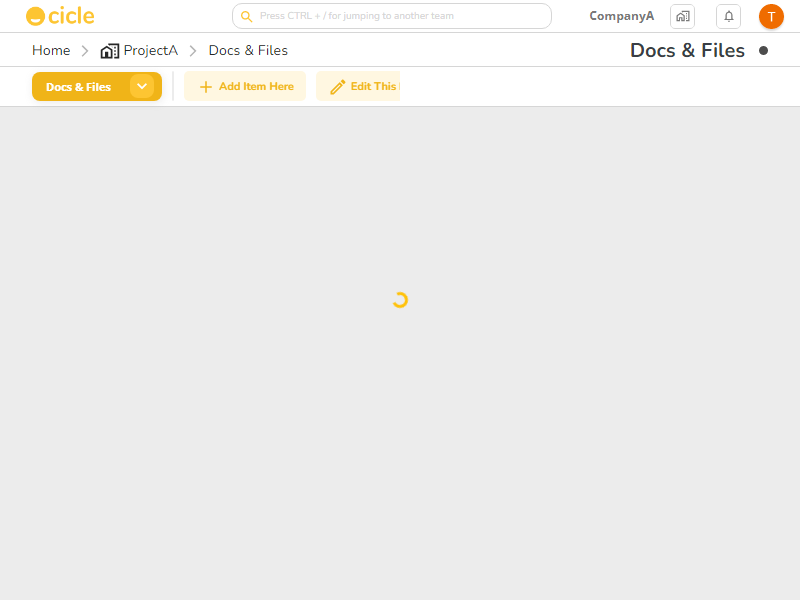 cicle
Press CTRL + / for jumping to another team
CompanyA
T
Home
ProjectA
Docs & Files
Docs & Files
Docs & Files
Add Item Here
Edit This